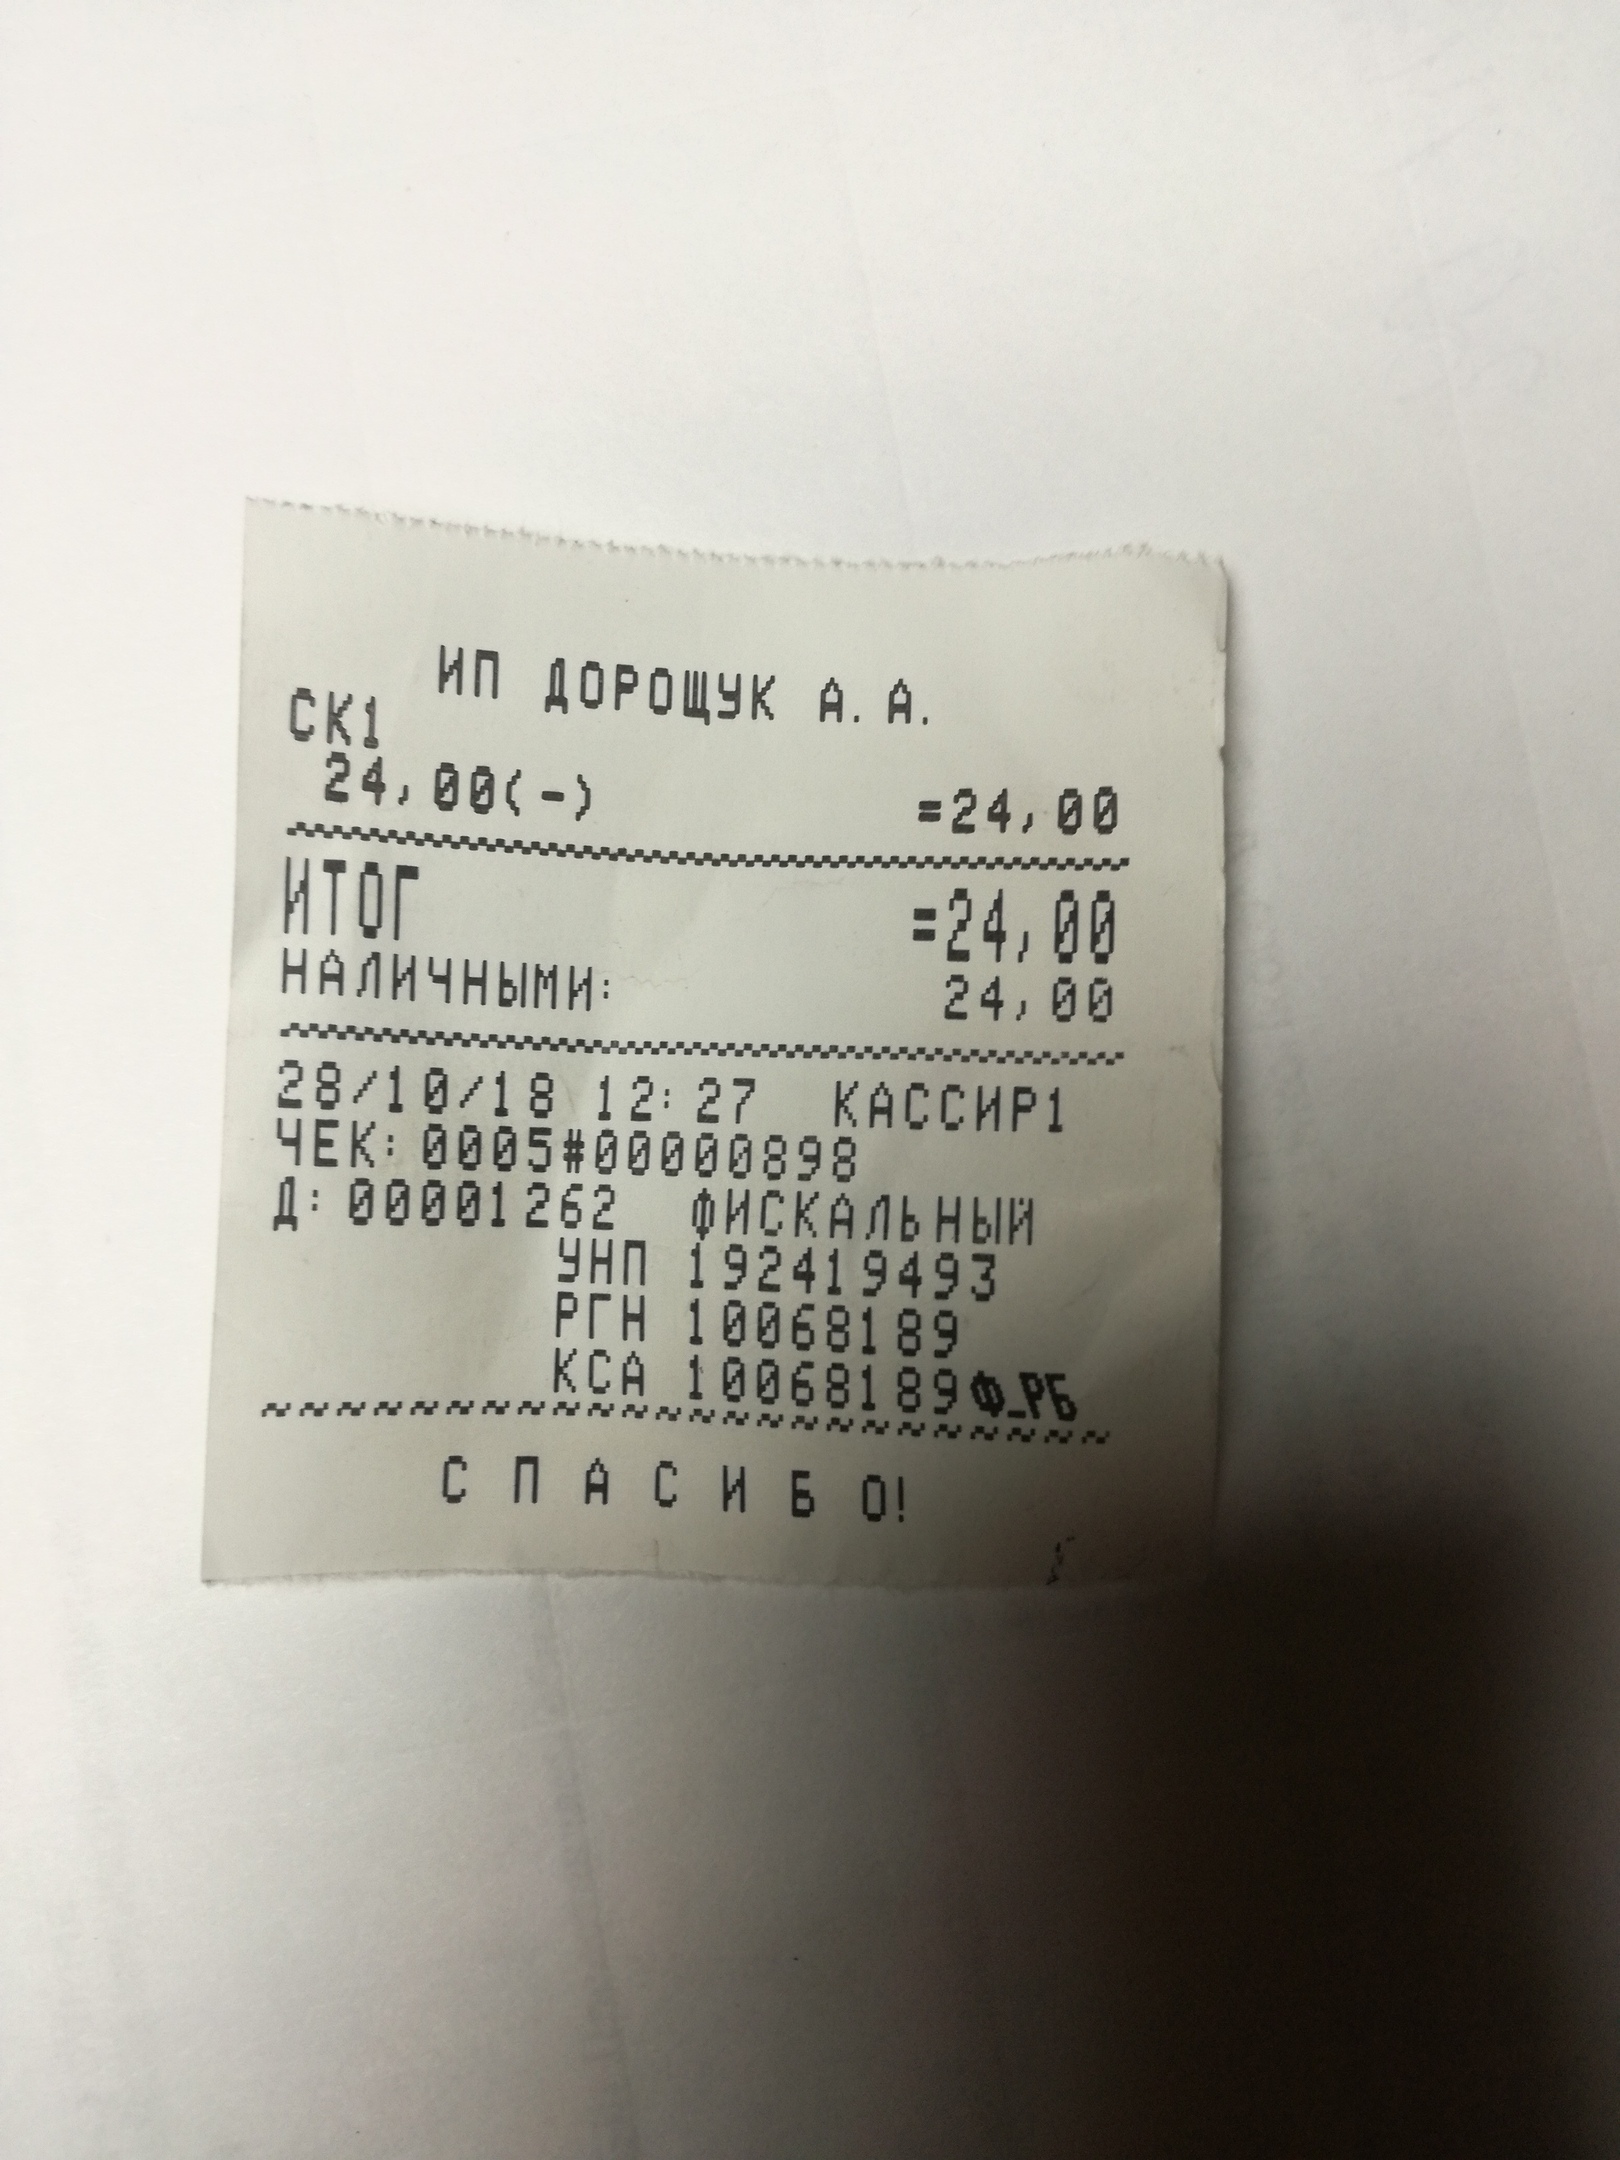 ИП ДОРОЩУК А.А.
СК1
24,00(-) =24,00
ИТОГ =24,00
НАЛИЧНЫМИ: 24,00
28/10/18 12:27 КАССИР1
ЧЕК: 0005#00000898
Д: 00001262 ФИСКАЛЬНЫЙ
УНП 192419493
РГН 10068189
КСА 10068189Ф_РБ
С П А С И Б О!